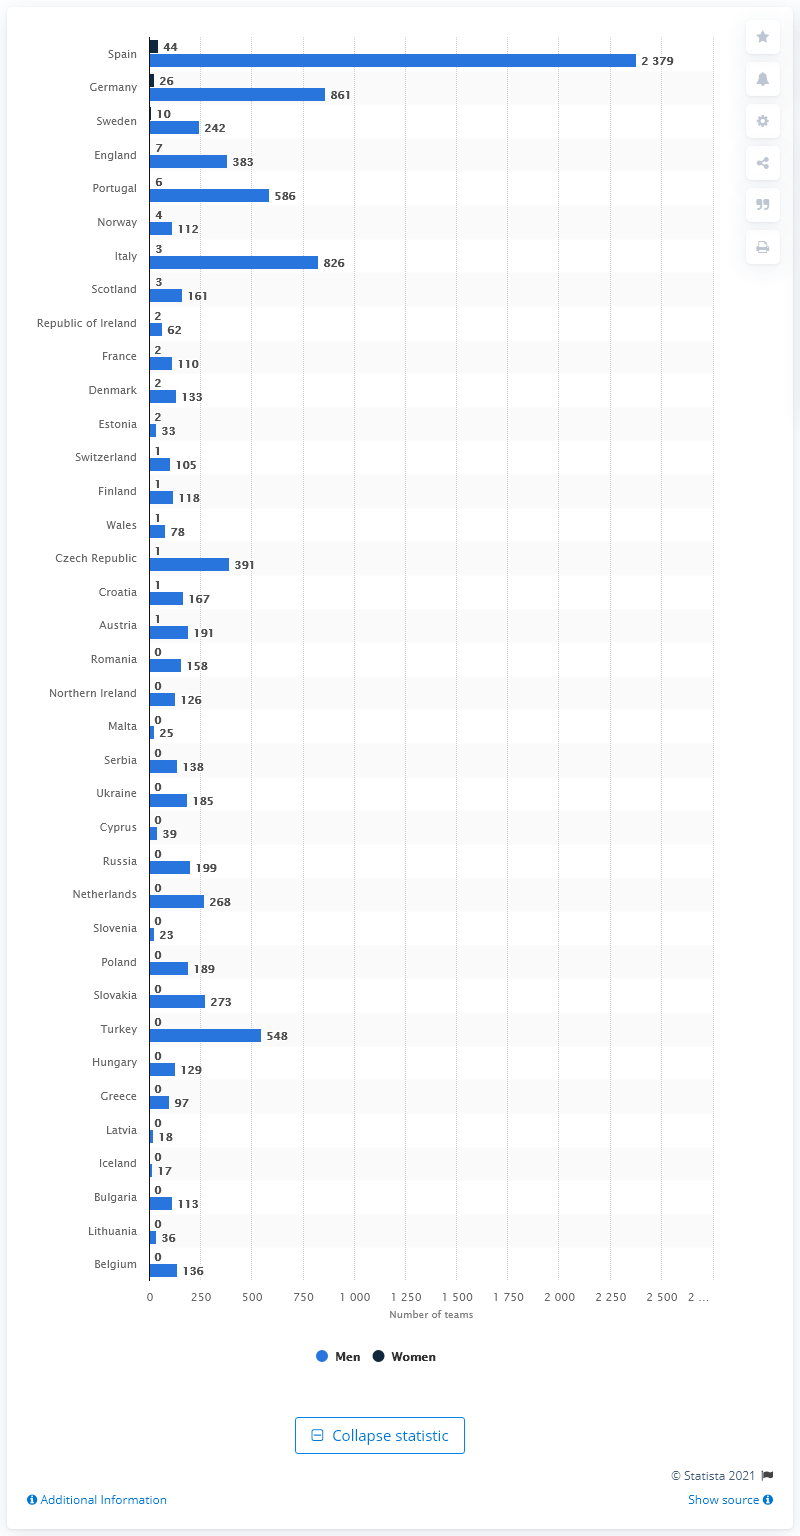 Spain 44
2 379
Germany 26
861
Sweden 10
242
England 7
383
Portugal 6
586
Norway 4
112
Italy 3
826
Scotland 3
161
Republic of Ireland 2
62
France 2
110
Denmark 2
133
Estonia 2
33
Switzerland 1
105
Finland 1
118
Wales 1
78
Czech Republic 1
391
Croatia 1
167
Austria 1
191
Romania 0
158
Northern Ireland 0
126
Malta 0
25
Serbia 0
138
Ukraine 0
185
Cyprus 0
39
Russia 0
199
Netherlands 0
268
Slovenia 0
23
Poland 0
189
Slovakia 0
273
Turkey 0
548
Hungary 0
129
Greece 0
97
Latvia 0
18
Iceland 0
17
Bulgaria 0
113
Lithuania 0
36
Belgium 0
136
0 250 500 750 1 000 1 250 1 500 1 750 2 000 2 250 2 500 2 ...
Number of teams
Men Women
Collapse statistic
© Statista 2021
Additional Information Show source